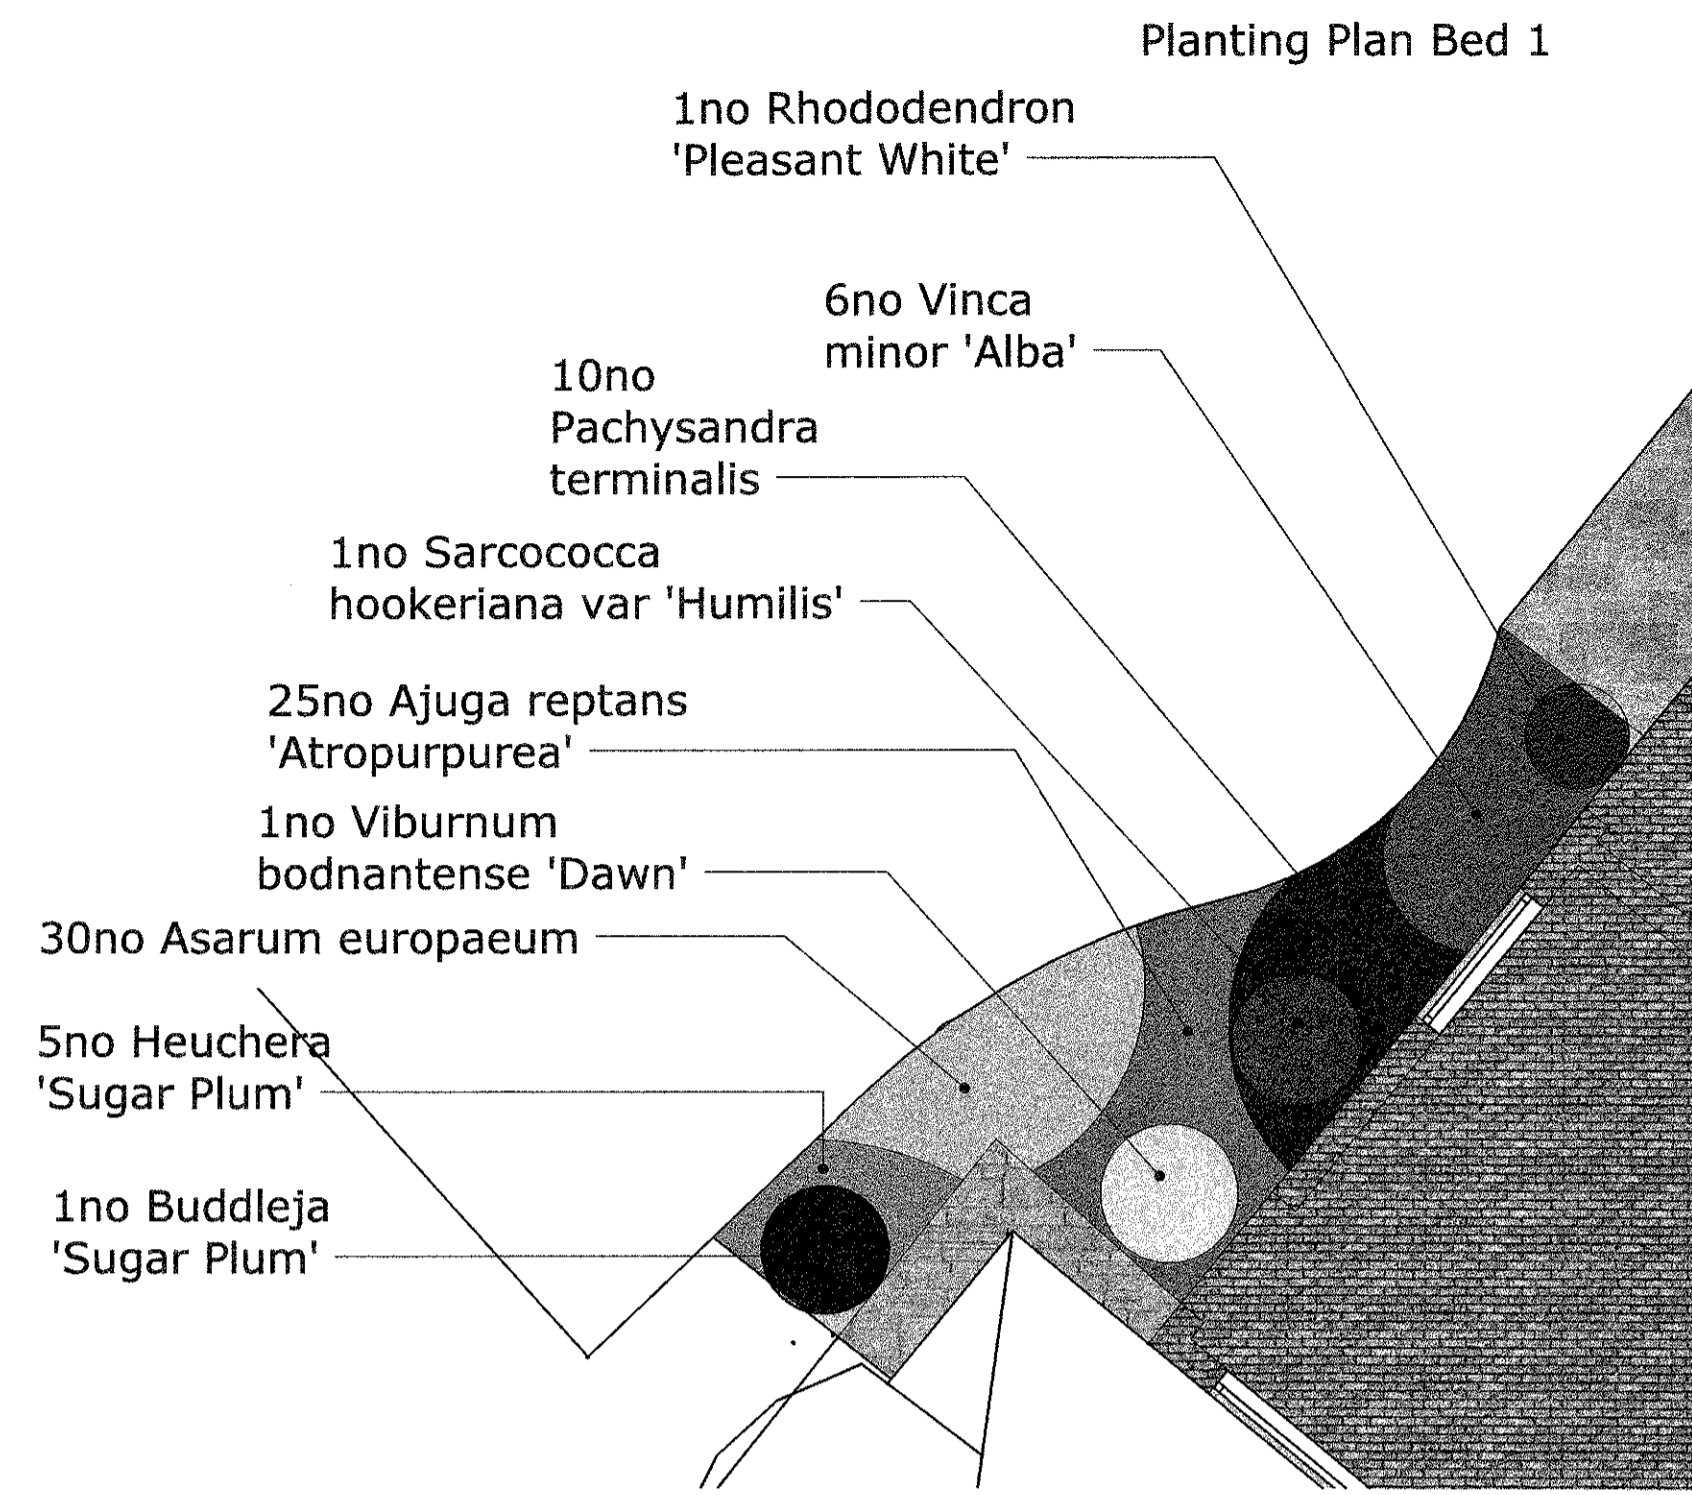 Planting Plan Bed 1
1no Rhododendron
'Pleasant White'
6no Vinca
minor 'Alba'
10no
Pachysandra
terminalis
1no Sarcococca
hookeriana var 'Humilis'
25no Ajuga reptans
'Atropurpurea'
1no Viburnum
bodnantense 'Dawn'
30no Asarum europaeum
5no Heuchera
'Sugar Plum'
1no Buddleja
'Sugar Plum'